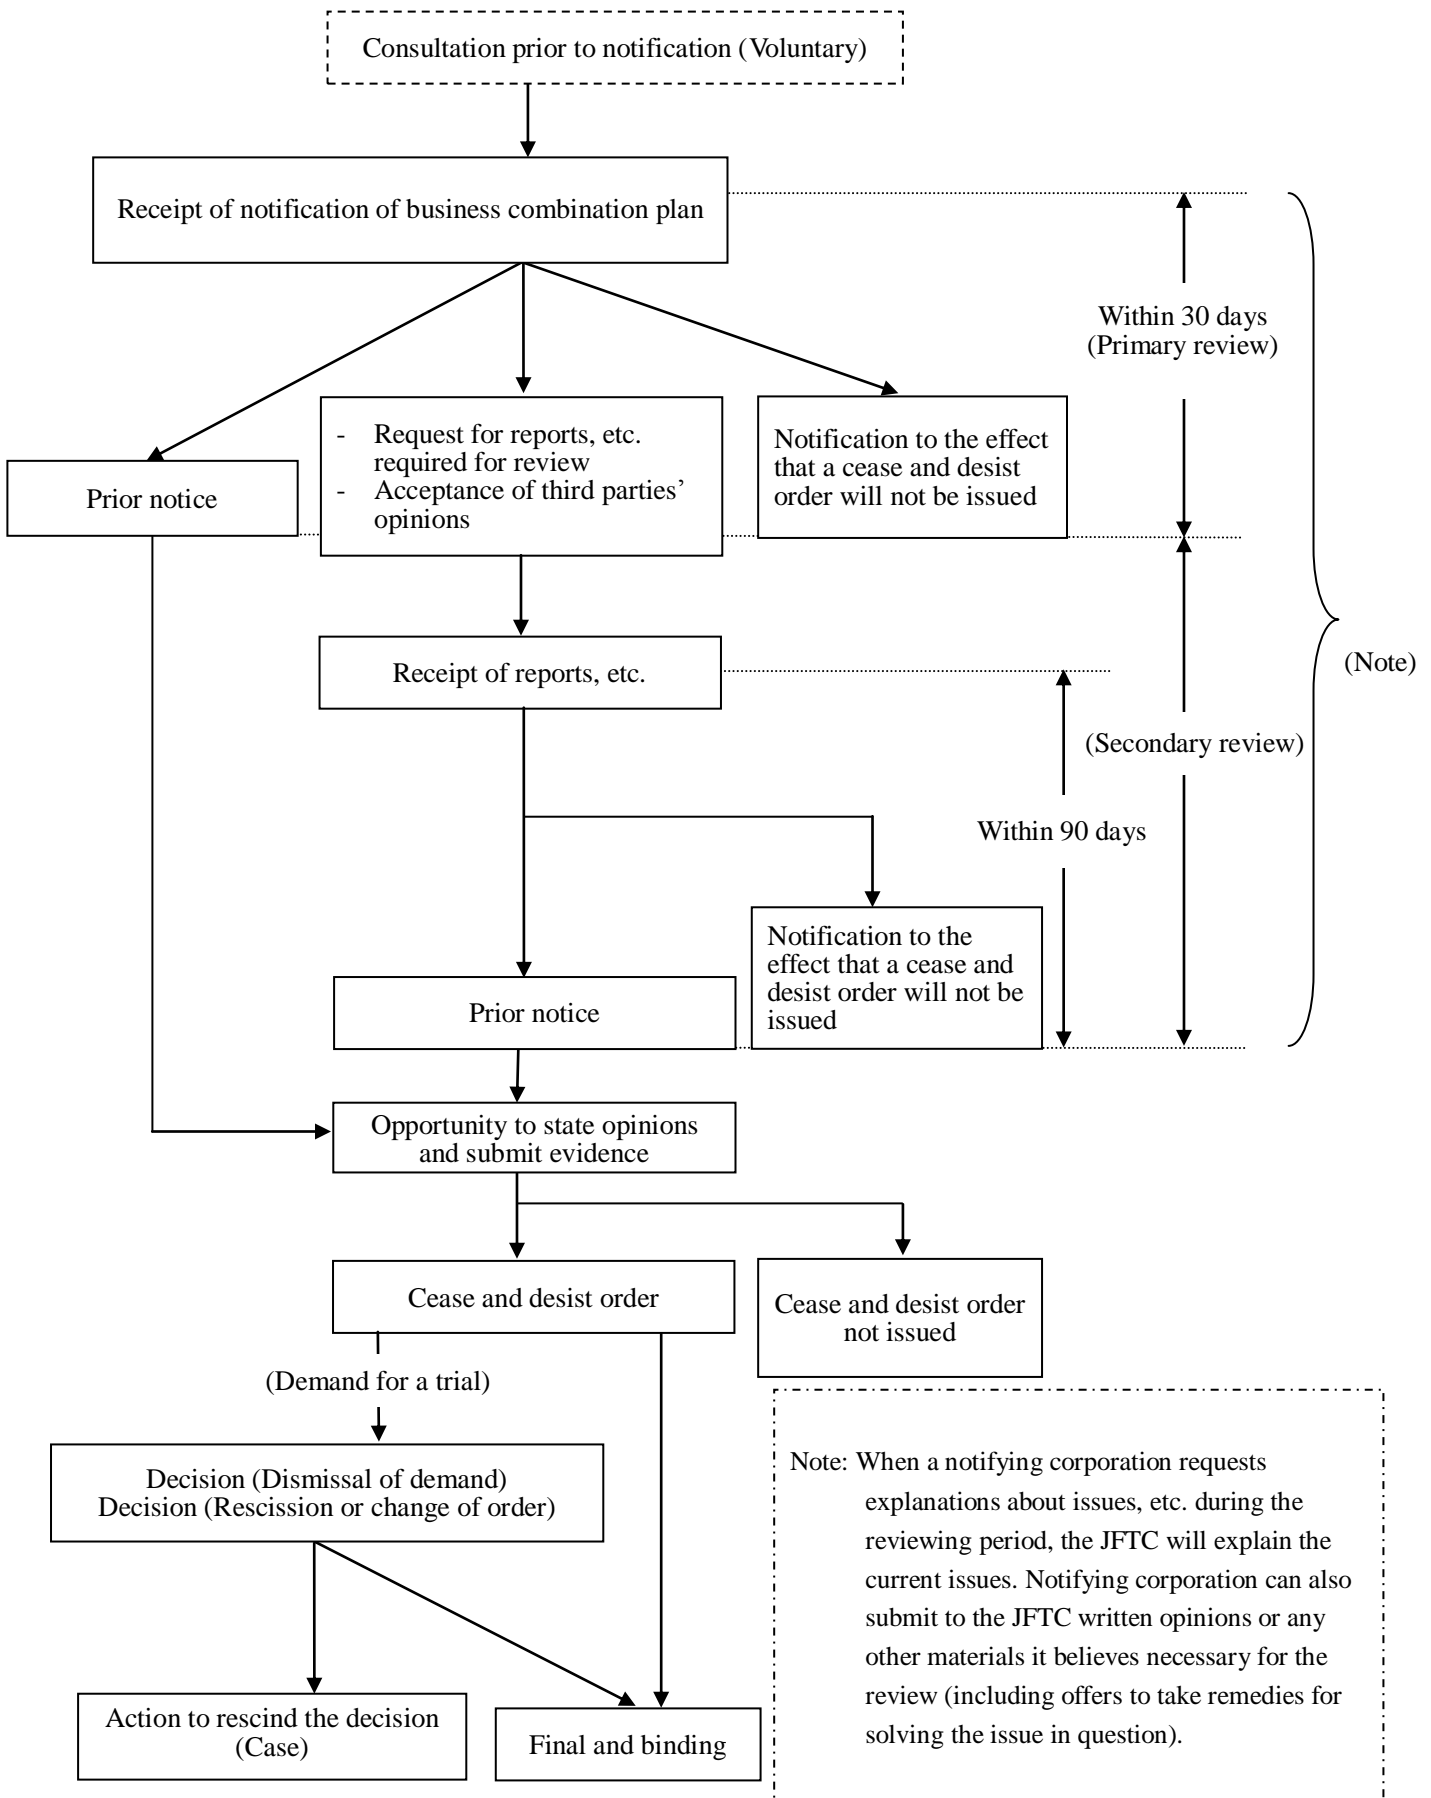 Consultation prior to notification (Voluntary)
Receipt of notification of business combination plan
Within 30 days
(Primary review)
Prior notice
- Request for reports, etc.
required for review
- Acceptance of third parties’
opinions
Notification to the effect
that a cease and desist
order will not be issued
Receipt of reports, etc.
(Note)
(Secondary review)
Within 90 days
Notification to the
effect that a cease and
desist order will not be
issued
Prior notice
Opportunity to state opinions
and submit evidence
Cease and desist order
Cease and desist order
not issued
(Demand for a trial)
Decision (Dismissal of demand)
Decision (Rescission or change of order)
Action to rescind the decision
(Case)
Final and binding
Note: When a notifying corporation requests
explanations about issues, etc. during the
reviewing period, the JFTC will explain the
current issues. Notifying corporation can also
submit to the JFTC written opinions or any
other materials it believes necessary for the
review (including offers to take remedies for
solving the issue in question).